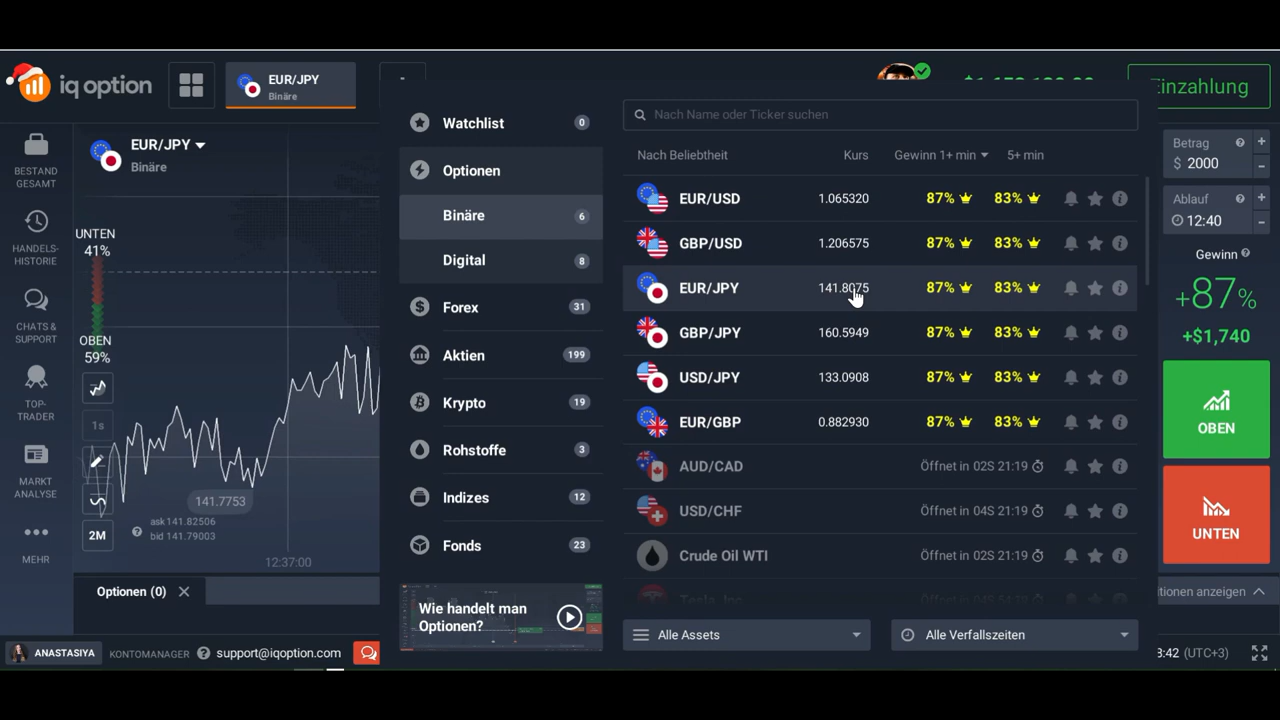 iq option
EUR/JPY
Binäre
Einzahlung
BESTAND
GESAMT
HANDELS-
HISTORIE
CHATS &
SUPPORT
TOP-
TRADER
MARKT
ANALYSE
MEHR
EUR/JPY
Binäre
UNTEN
41%
OBEN
59%
1s
2M
141.7753
ask 141.82506
bid 141.79003
12:37:00
Optionen (0)
Watchlist 0
Optionen
Binäre 6
Digital 8
Forex 31
Aktien 199
Krypto 19
Rohstoffe 3
Indizes 12
Fonds 23
Wie handelt man
Optionen?
Nach Name oder Ticker suchen
Nach Beliebtheit Kurs Gewinn 1+ min 5+ min
EUR/USD 1.065320 87% 83%
GBP/USD 1.206575 87% 83%
EUR/JPY 141.8075 87% 83%
GBP/JPY 160.5949 87% 83%
USD/JPY 133.0908 87% 83%
EUR/GBP 0.882930 87% 83%
AUD/CAD Öffnet in 02S 21:19
USD/CHF Öffnet in 04S 21:19
Crude Oil WTI Öffnet in 02S 21:19
Alle Assets
Alle Verfallszeiten
Betrag
$ 2000
Ablauf
12:40
Gewinn
+87%
+$1,740
OBEN
UNTEN
tionen anzeigen
ANASTASIYA KONTOMANAGER support@iqoption.com
3:42 (UTC+3)